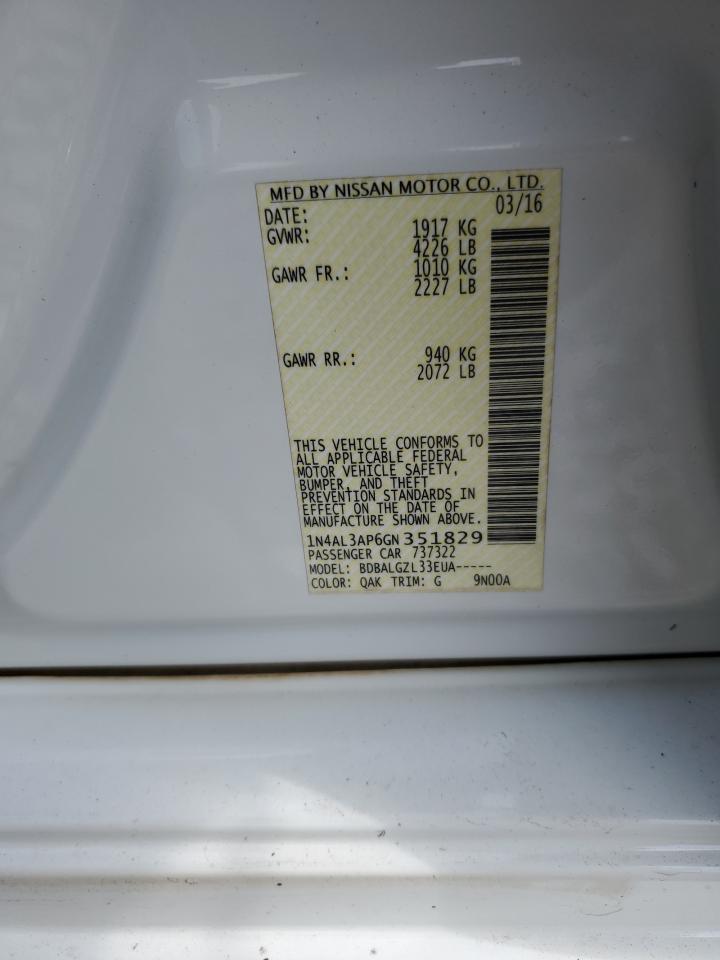 MFD BY NISSAN MOTOR CO., LTD.
DATE: 03/16
GVWR: 1917 KG
4226 LB
GAWR FR.: 1010 KG
2227 LB
GAWR RR.: 940 KG
2072 LB
THIS VEHICLE CONFORMS TO
ALL APPLICABLE FEDERAL
MOTOR VEHICLE SAFETY,
BUMPER, AND THEFT
PREVENTION STANDARDS IN
EFFECT ON THE DATE OF
MANUFACTURE SHOWN ABOVE.
1N4AL3AP6GN351829
PASSENGER CAR 737322
MODEL: BDBALGZL33EUA-----
COLOR: QAK TRIM: G 9N00A